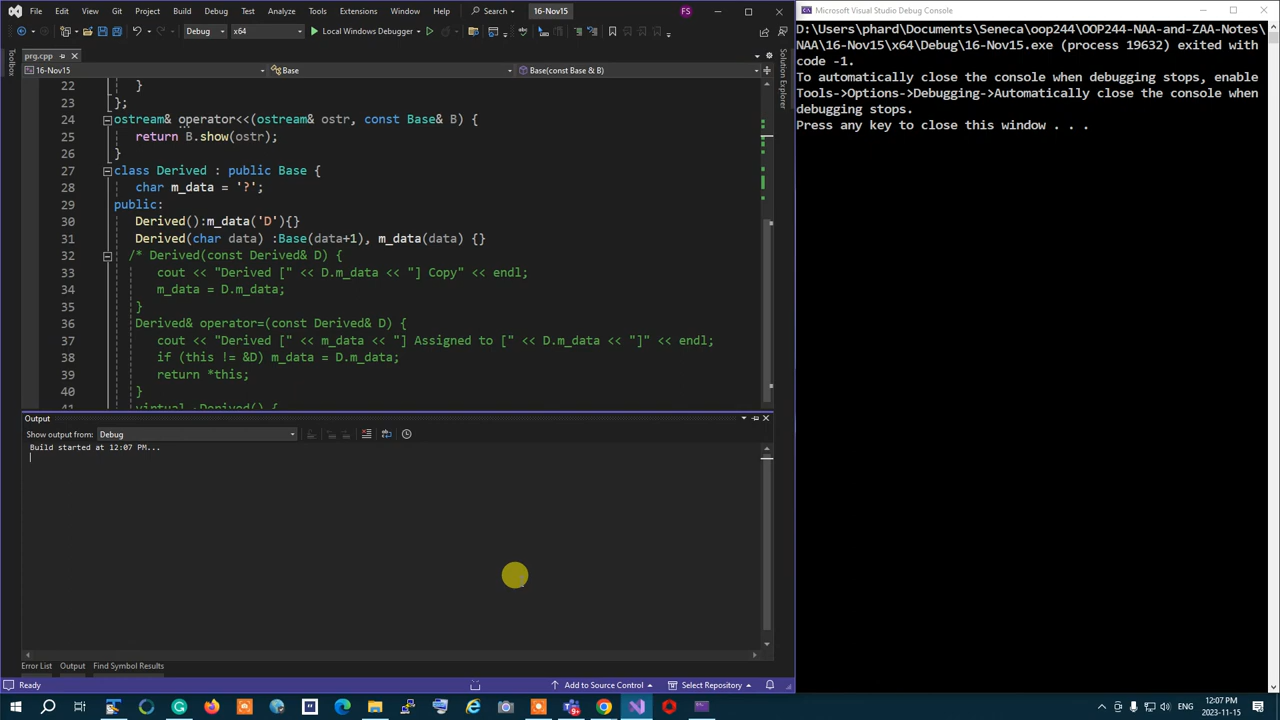 File Edit View Git Project Build Debug Test Analyze Tools Extensions Window Help Search 16-Nov15 FS
Debug x64 Local Windows Debugger
prg.cpp
16-Nov15 Base Base(const Base & B)
22 }
23 };
24 ostream& operator<<(ostream& ostr, const Base& B) {
25 return B.show(ostr);
26 }
27 class Derived : public Base {
28 char m_data = '?';
29 public:
30 Derived():m_data('D'){}
31 Derived(char data) :Base(data+1), m_data(data) {}
32 /* Derived(const Derived& D) {
33 cout << "Derived [" << D.m_data << "] Copy" << endl;
34 m_data = D.m_data;
35 }
36 Derived& operator=(const Derived& D) {
37 cout << "Derived [" << m_data << "] Assigned to [" << D.m_data << "]" << endl;
38 if (this != &D) m_data = D.m_data;
39 return *this;
40 }
41 virtual ~Derived() {
Output
Show output from: Debug
Build started at 12:07 PM...
Error List Output Find Symbol Results
Ready Add to Source Control Select Repository
Toolbox
Solution Explorer
Microsoft Visual Studio Debug Console
D:\Users\phard\Documents\Seneca\oop244\OOP244-NAA-and-ZAA-Notes\
NAA\16-Nov15\x64\Debug\16-Nov15.exe (process 19632) exited with
code -1.
To automatically close the console when debugging stops, enable
Tools->Options->Debugging->Automatically close the console when
debugging stops.
Press any key to close this window . . .
ENG
12:07 PM
2023-11-15